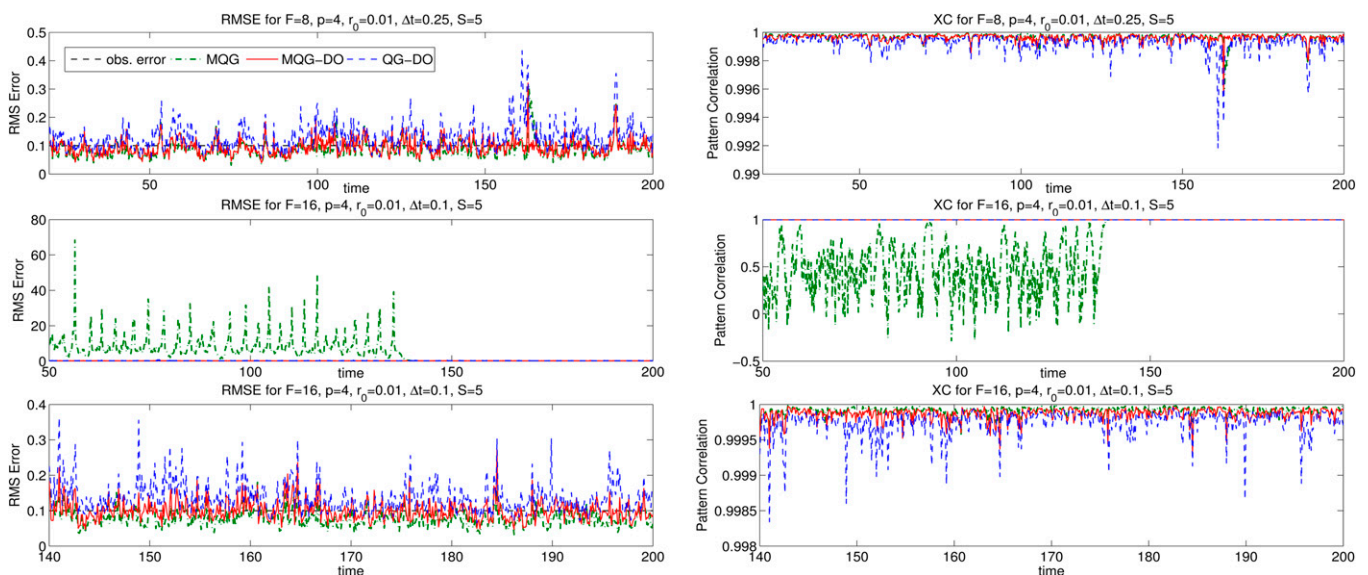 RMSE for F=8, p=4, r0=0.01, Δt=0.25, S=5
RMS Error
0.5
0.4
0.3
0.2
0.1
0
obs. error MQG MQG-DO QG-DO
50 100 150 200
time
XC for F=8, p=4, r0=0.01, Δt=0.25, S=5
Pattern Correlation
1
0.998
0.996
0.994
0.992
0.99
50 100 150 200
time
RMSE for F=16, p=4, r0=0.01, Δt=0.1, S=5
RMS Error
80
60
40
20
0
50 100 150 200
time
XC for F=16, p=4, r0=0.01, Δt=0.1, S=5
Pattern Correlation
1
0.5
0
−0.5
50 100 150 200
time
RMSE for F=16, p=4, r0=0.01, Δt=0.1, S=5
RMS Error
0.4
0.3
0.2
0.1
0
140 150 160 170 180 190 200
time
XC for F=16, p=4, r0=0.01, Δt=0.1, S=5
Pattern Correlation
1
0.9995
0.999
0.9985
0.998
140 150 160 170 180 190 200
time